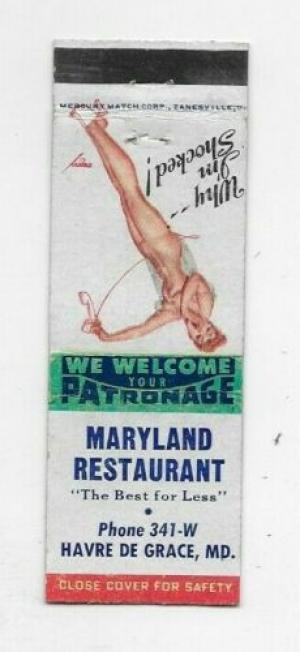 MERCURY MATCH CORP., ZANESVILLE, O.
Why --
I'm
Shocked!
WE WELCOME
YOUR
PATRONAGE
MARYLAND
RESTAURANT
"The Best for Less"
•
Phone 341-W
HAVRE DE GRACE, MD.
CLOSE COVER FOR SAFETY